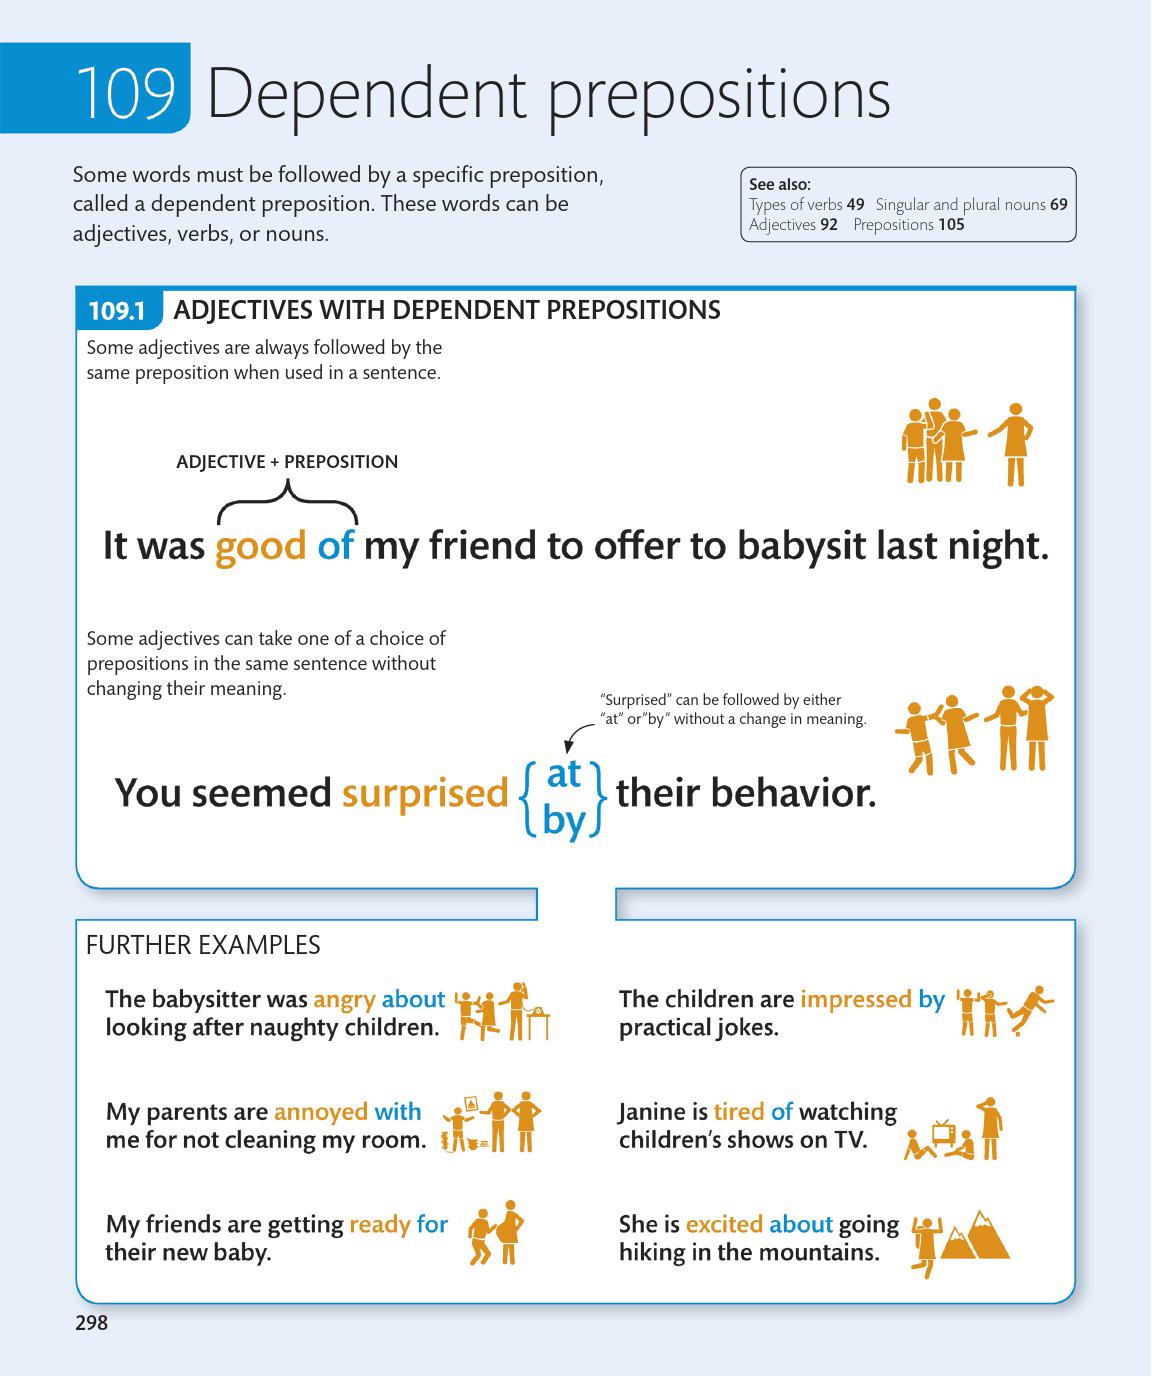 109 Dependent prepositions
Some words must be followed by a specific preposition,
called a dependent preposition. These words can be
adjectives, verbs, or nouns.
See also:
Types of verbs 49 Singular and plural nouns 69
Adjectives 92 Prepositions 105
109.1 ADJECTIVES WITH DEPENDENT PREPOSITIONS
Some adjectives are always followed by the
same preposition when used in a sentence.
ADJECTIVE + PREPOSITION
It was good of my friend to offer to babysit last night.
Some adjectives can take one of a choice of
prepositions in the same sentence without
changing their meaning.
“Surprised” can be followed by either
“at” or“by” without a change in meaning.
You seemed surprised { at
by } their behavior.
FURTHER EXAMPLES
The babysitter was angry about
looking after naughty children.
The children are impressed by
practical jokes.
My parents are annoyed with
me for not cleaning my room.
Janine is tired of watching
children’s shows on TV.
My friends are getting ready for
their new baby.
She is excited about going
hiking in the mountains.
298